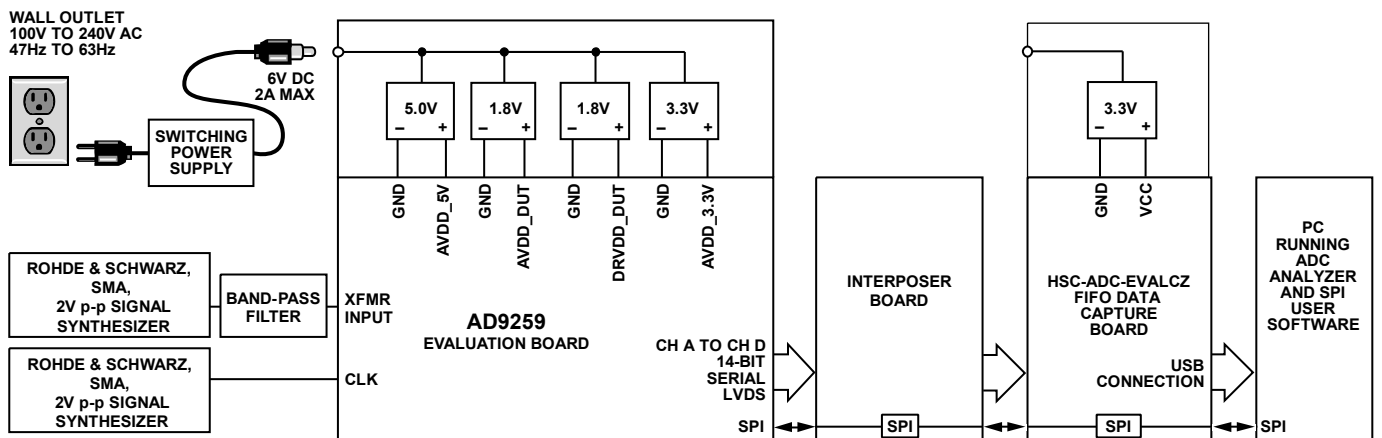 WALL OUTLET
100V TO 240V AC
47Hz TO 63Hz
6V DC
2A MAX
SWITCHING
POWER
SUPPLY
5.0V
– +
1.8V
– +
1.8V
– +
3.3V
– +
3.3V
– +
GND
AVDD_5V
GND
AVDD_DUT
GND
DRVDD_DUT
GND
AVDD_3.3V
GND
VCC
ROHDE & SCHWARZ,
SMA,
2V p-p SIGNAL
SYNTHESIZER
BAND-PASS
FILTER
XFMR
INPUT
ROHDE & SCHWARZ,
SMA,
2V p-p SIGNAL
SYNTHESIZER
CLK
AD9259
EVALUATION BOARD
CH A TO CH D
14-BIT
SERIAL
LVDS
SPI
INTERPOSER
BOARD
SPI
HSC-ADC-EVALCZ
FIFO DATA
CAPTURE
BOARD
USB
CONNECTION
SPI
PC
RUNNING
ADC
ANALYZER
AND SPI
USER
SOFTWARE
SPI